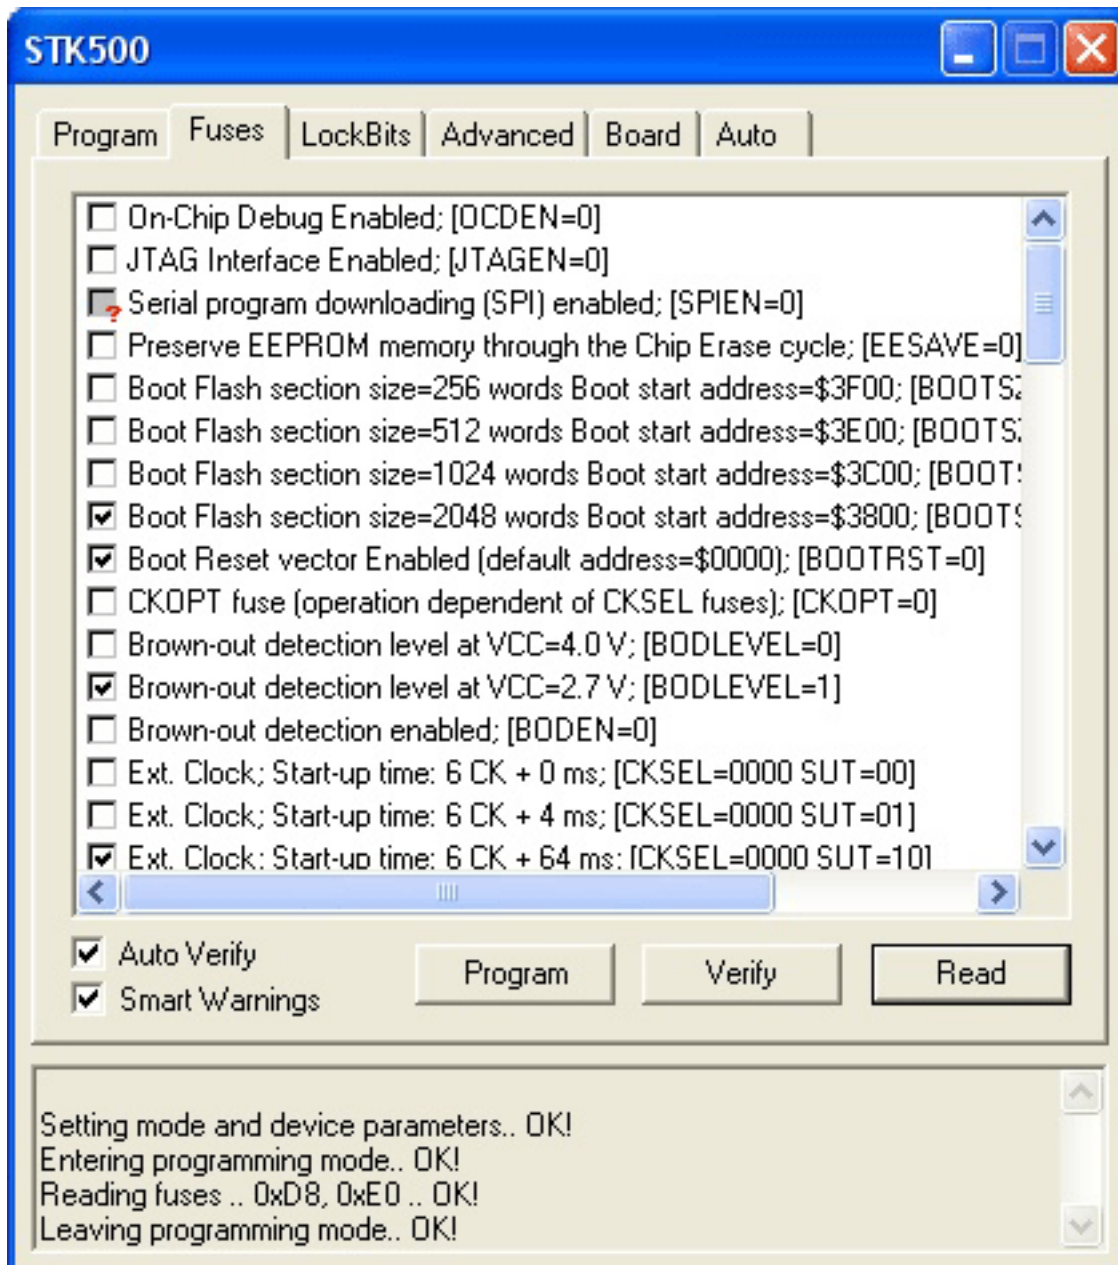 STK500
Program Fuses LockBits Advanced Board Auto
On-Chip Debug Enabled; [OCDEN=0]
JTAG Interface Enabled; [JTAGEN=0]
? Serial program downloading (SPI) enabled; [SPIEN=0]
Preserve EEPROM memory through the Chip Erase cycle; [EESAVE=0]
Boot Flash section size=256 words Boot start address=$3F00; [BOOTSZ
Boot Flash section size=512 words Boot start address=$3E00; [BOOTSZ
Boot Flash section size=1024 words Boot start address=$3C00; [BOOTS
Boot Flash section size=2048 words Boot start address=$3800; [BOOTS
Boot Reset vector Enabled (default address=$0000); [BOOTRST=0]
CKOPT fuse (operation dependent of CKSEL fuses); [CKOPT=0]
Brown-out detection level at VCC=4.0 V; [BODLEVEL=0]
Brown-out detection level at VCC=2.7 V; [BODLEVEL=1]
Brown-out detection enabled; [BODEN=0]
Ext. Clock; Start-up time: 6 CK + 0 ms; [CKSEL=0000 SUT=00]
Ext. Clock; Start-up time: 6 CK + 4 ms; [CKSEL=0000 SUT=01]
Ext. Clock; Start-up time: 6 CK + 64 ms; [CKSEL=0000 SUT=10]
Auto Verify
Smart Warnings
Program Verify Read
Setting mode and device parameters.. OK!
Entering programming mode.. OK!
Reading fuses .. 0xD8, 0xE0 .. OK!
Leaving programming mode.. OK!